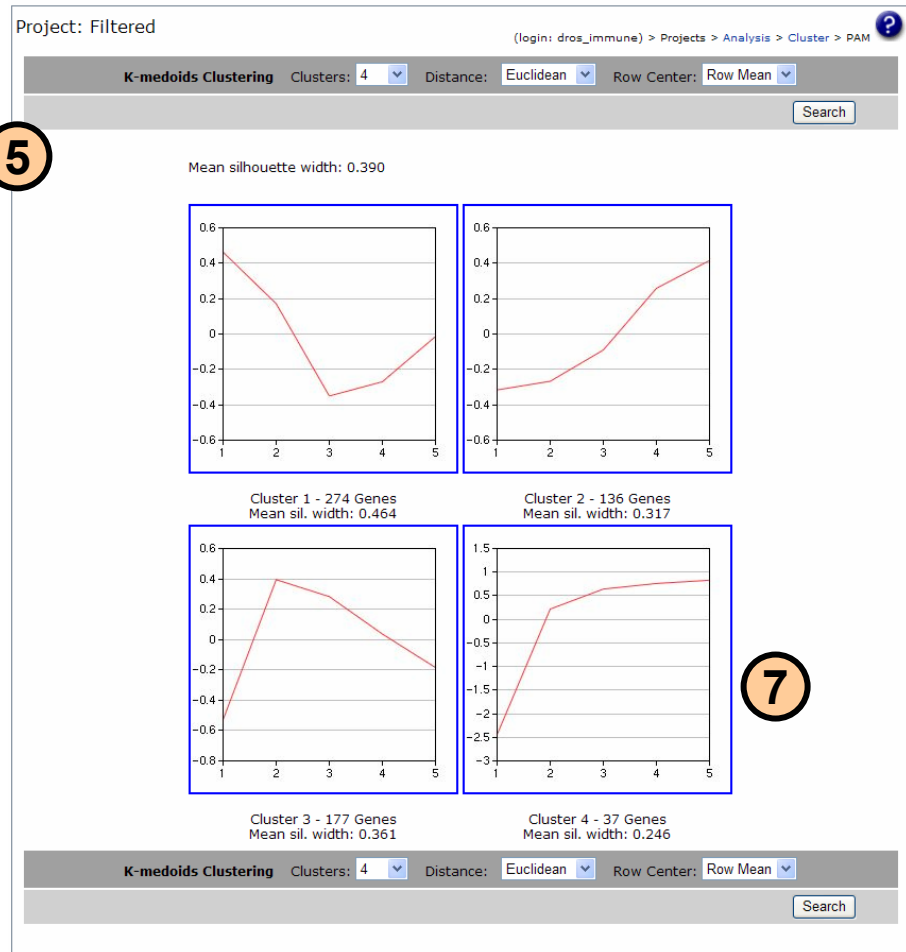 Project: Filtered
(login: dros_immune) > Projects > Analysis > Cluster > PAM ?
K-medoids Clustering Clusters: 4 Distance: Euclidean Row Center: Row Mean
Search
5
Mean silhouette width: 0.390
0.6 0.6
0.4 0.4
0.2 0.2
0 0
-0.2 -0.2
-0.4 -0.4
-0.6 -0.6
1 2 3 4 5 1 2 3 4 5
Cluster 1 - 274 Genes Cluster 2 - 136 Genes
Mean sil. width: 0.464 Mean sil. width: 0.317
0.6
0.4
0.2
0
-0.2
-0.4
-0.6
-0.8
1 2 3 4 5
1.5
1
0.5
0
-0.5
-1
-1.5
-2
-2.5
-3
1 2 3 4 5
7
Cluster 3 - 177 Genes Cluster 4 - 37 Genes
Mean sil. width: 0.361 Mean sil. width: 0.246
K-medoids Clustering Clusters: 4 Distance: Euclidean Row Center: Row Mean
Search